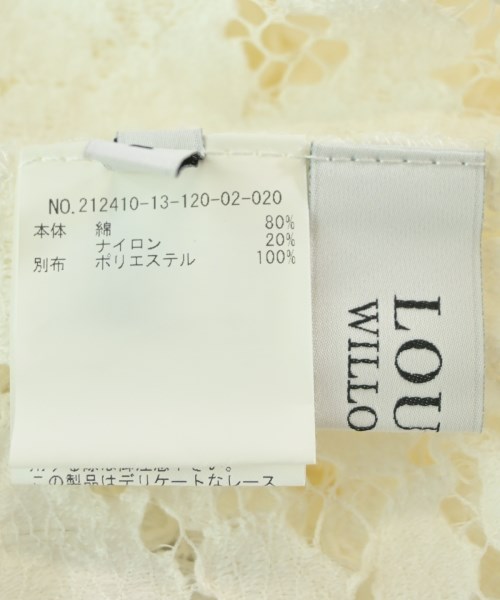 NO.212410-13-120-02-020
本体 綿 80%
ナイロン 20%
別布 ポリエステル 100%
この製品はデリケートなレース
LOU
WILLO